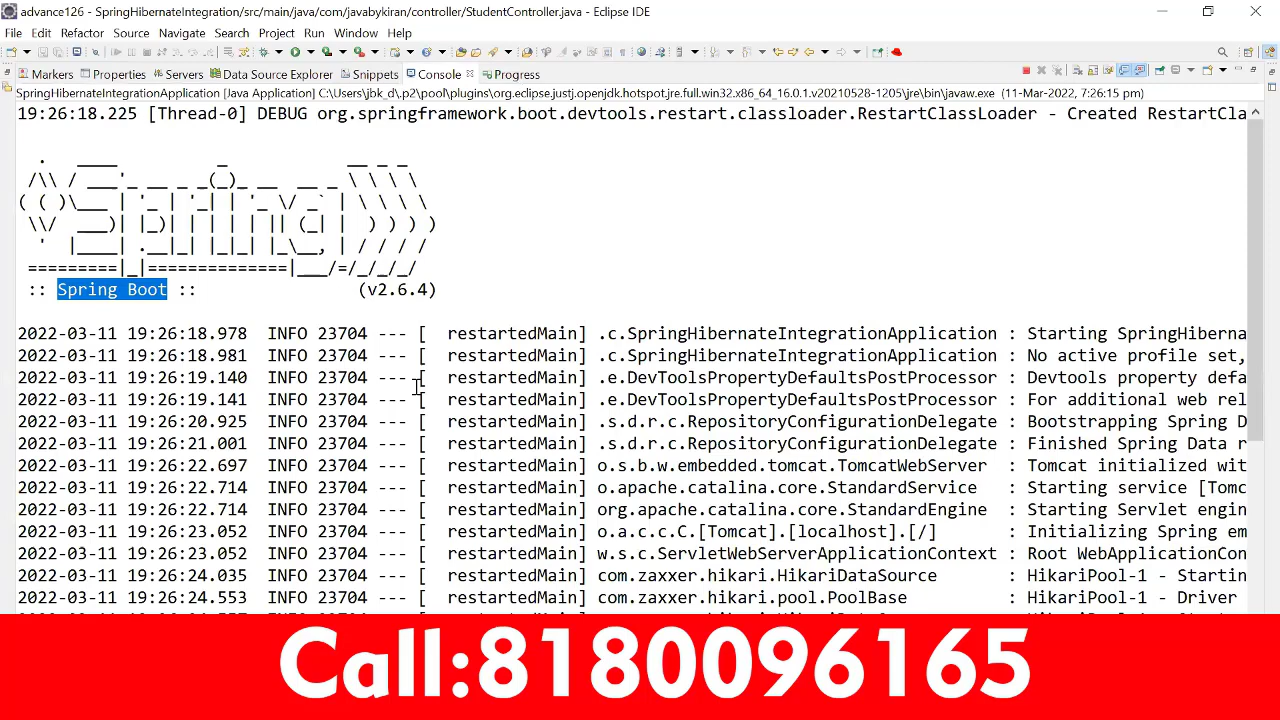 advance126 - SpringHibernateIntegration/src/main/java/com/javabykiran/controller/StudentController.java - Eclipse IDE
File Edit Refactor Source Navigate Search Project Run Window Help
Markers Properties Servers Data Source Explorer Snippets Console Progress
SpringHibernateIntegrationApplication [Java Application] C:\Users\jbk_d\.p2\pool\plugins\org.eclipse.justj.openjdk.hotspot.jre.full.win32.x86_64_16.0.1.v20210528-1205\jre\bin\javaw.exe (11-Mar-2022, 7:26:15 pm)
19:26:18.225 [Thread-0] DEBUG org.springframework.boot.devtools.restart.classloader.RestartClassLoader - Created RestartCla
Spring
:: Spring Boot :: (v2.6.4)
2022-03-11 19:26:18.978 INFO 23704 --- [ restartedMain] .c.SpringHibernateIntegrationApplication : Starting SpringHiberna
2022-03-11 19:26:18.981 INFO 23704 --- [ restartedMain] .c.SpringHibernateIntegrationApplication : No active profile set,
2022-03-11 19:26:19.140 INFO 23704 --- [ restartedMain] .e.DevToolsPropertyDefaultsPostProcessor : Devtools property defa
2022-03-11 19:26:19.141 INFO 23704 --- [ restartedMain] .e.DevToolsPropertyDefaultsPostProcessor : For additional web rel
2022-03-11 19:26:20.925 INFO 23704 --- [ restartedMain] .s.d.r.c.RepositoryConfigurationDelegate : Bootstrapping Spring D
2022-03-11 19:26:21.001 INFO 23704 --- [ restartedMain] .s.d.r.c.RepositoryConfigurationDelegate : Finished Spring Data r
2022-03-11 19:26:22.697 INFO 23704 --- [ restartedMain] o.s.b.w.embedded.tomcat.TomcatWebServer : Tomcat initialized wit
2022-03-11 19:26:22.714 INFO 23704 --- [ restartedMain] o.apache.catalina.core.StandardService : Starting service [Tomc
2022-03-11 19:26:22.714 INFO 23704 --- [ restartedMain] org.apache.catalina.core.StandardEngine : Starting Servlet engin
2022-03-11 19:26:23.052 INFO 23704 --- [ restartedMain] o.a.c.c.C.[Tomcat].[localhost].[/] : Initializing Spring em
2022-03-11 19:26:23.052 INFO 23704 --- [ restartedMain] w.s.c.ServletWebServerApplicationContext : Root WebApplicationCon
2022-03-11 19:26:24.035 INFO 23704 --- [ restartedMain] com.zaxxer.hikari.HikariDataSource : HikariPool-1 - Startin
2022-03-11 19:26:24.553 INFO 23704 --- [ restartedMain] com.zaxxer.hikari.pool.PoolBase : HikariPool-1 - Driver
Call:8180096165